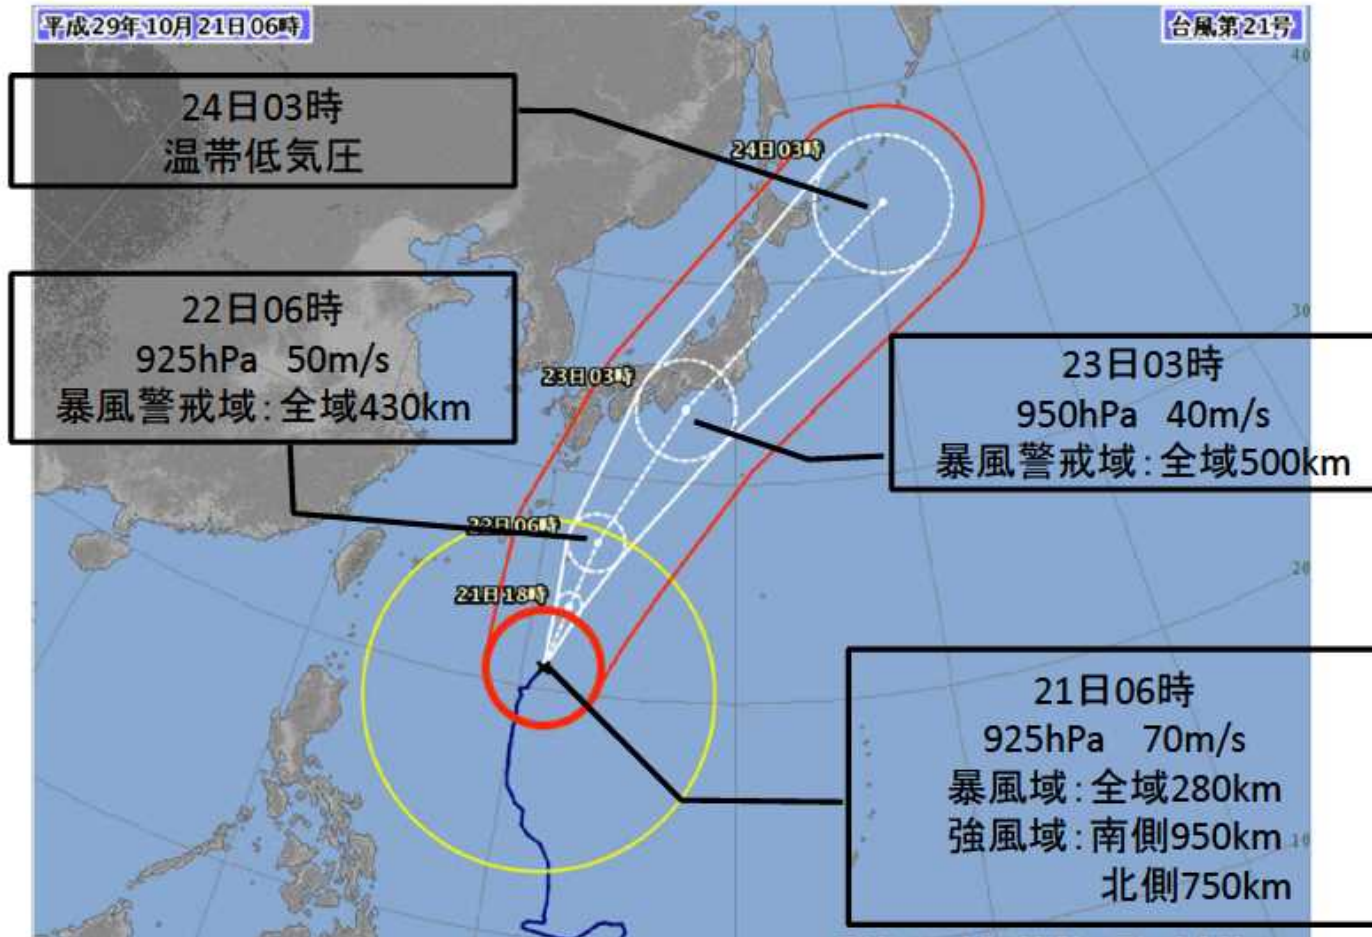 平成29年10月21日06時
台風第21号
40
24日03時
温帯低気圧
24日03時
22日06時
925hPa 50m/s
暴風警戒域：全域430km
30
23日03時
23日03時
950hPa 40m/s
暴風警戒域：全域500km
22日06時
20
21日18時
21日06時
925hPa 70m/s
暴風域：全域280km
強風域：南側950km
北側750km
10